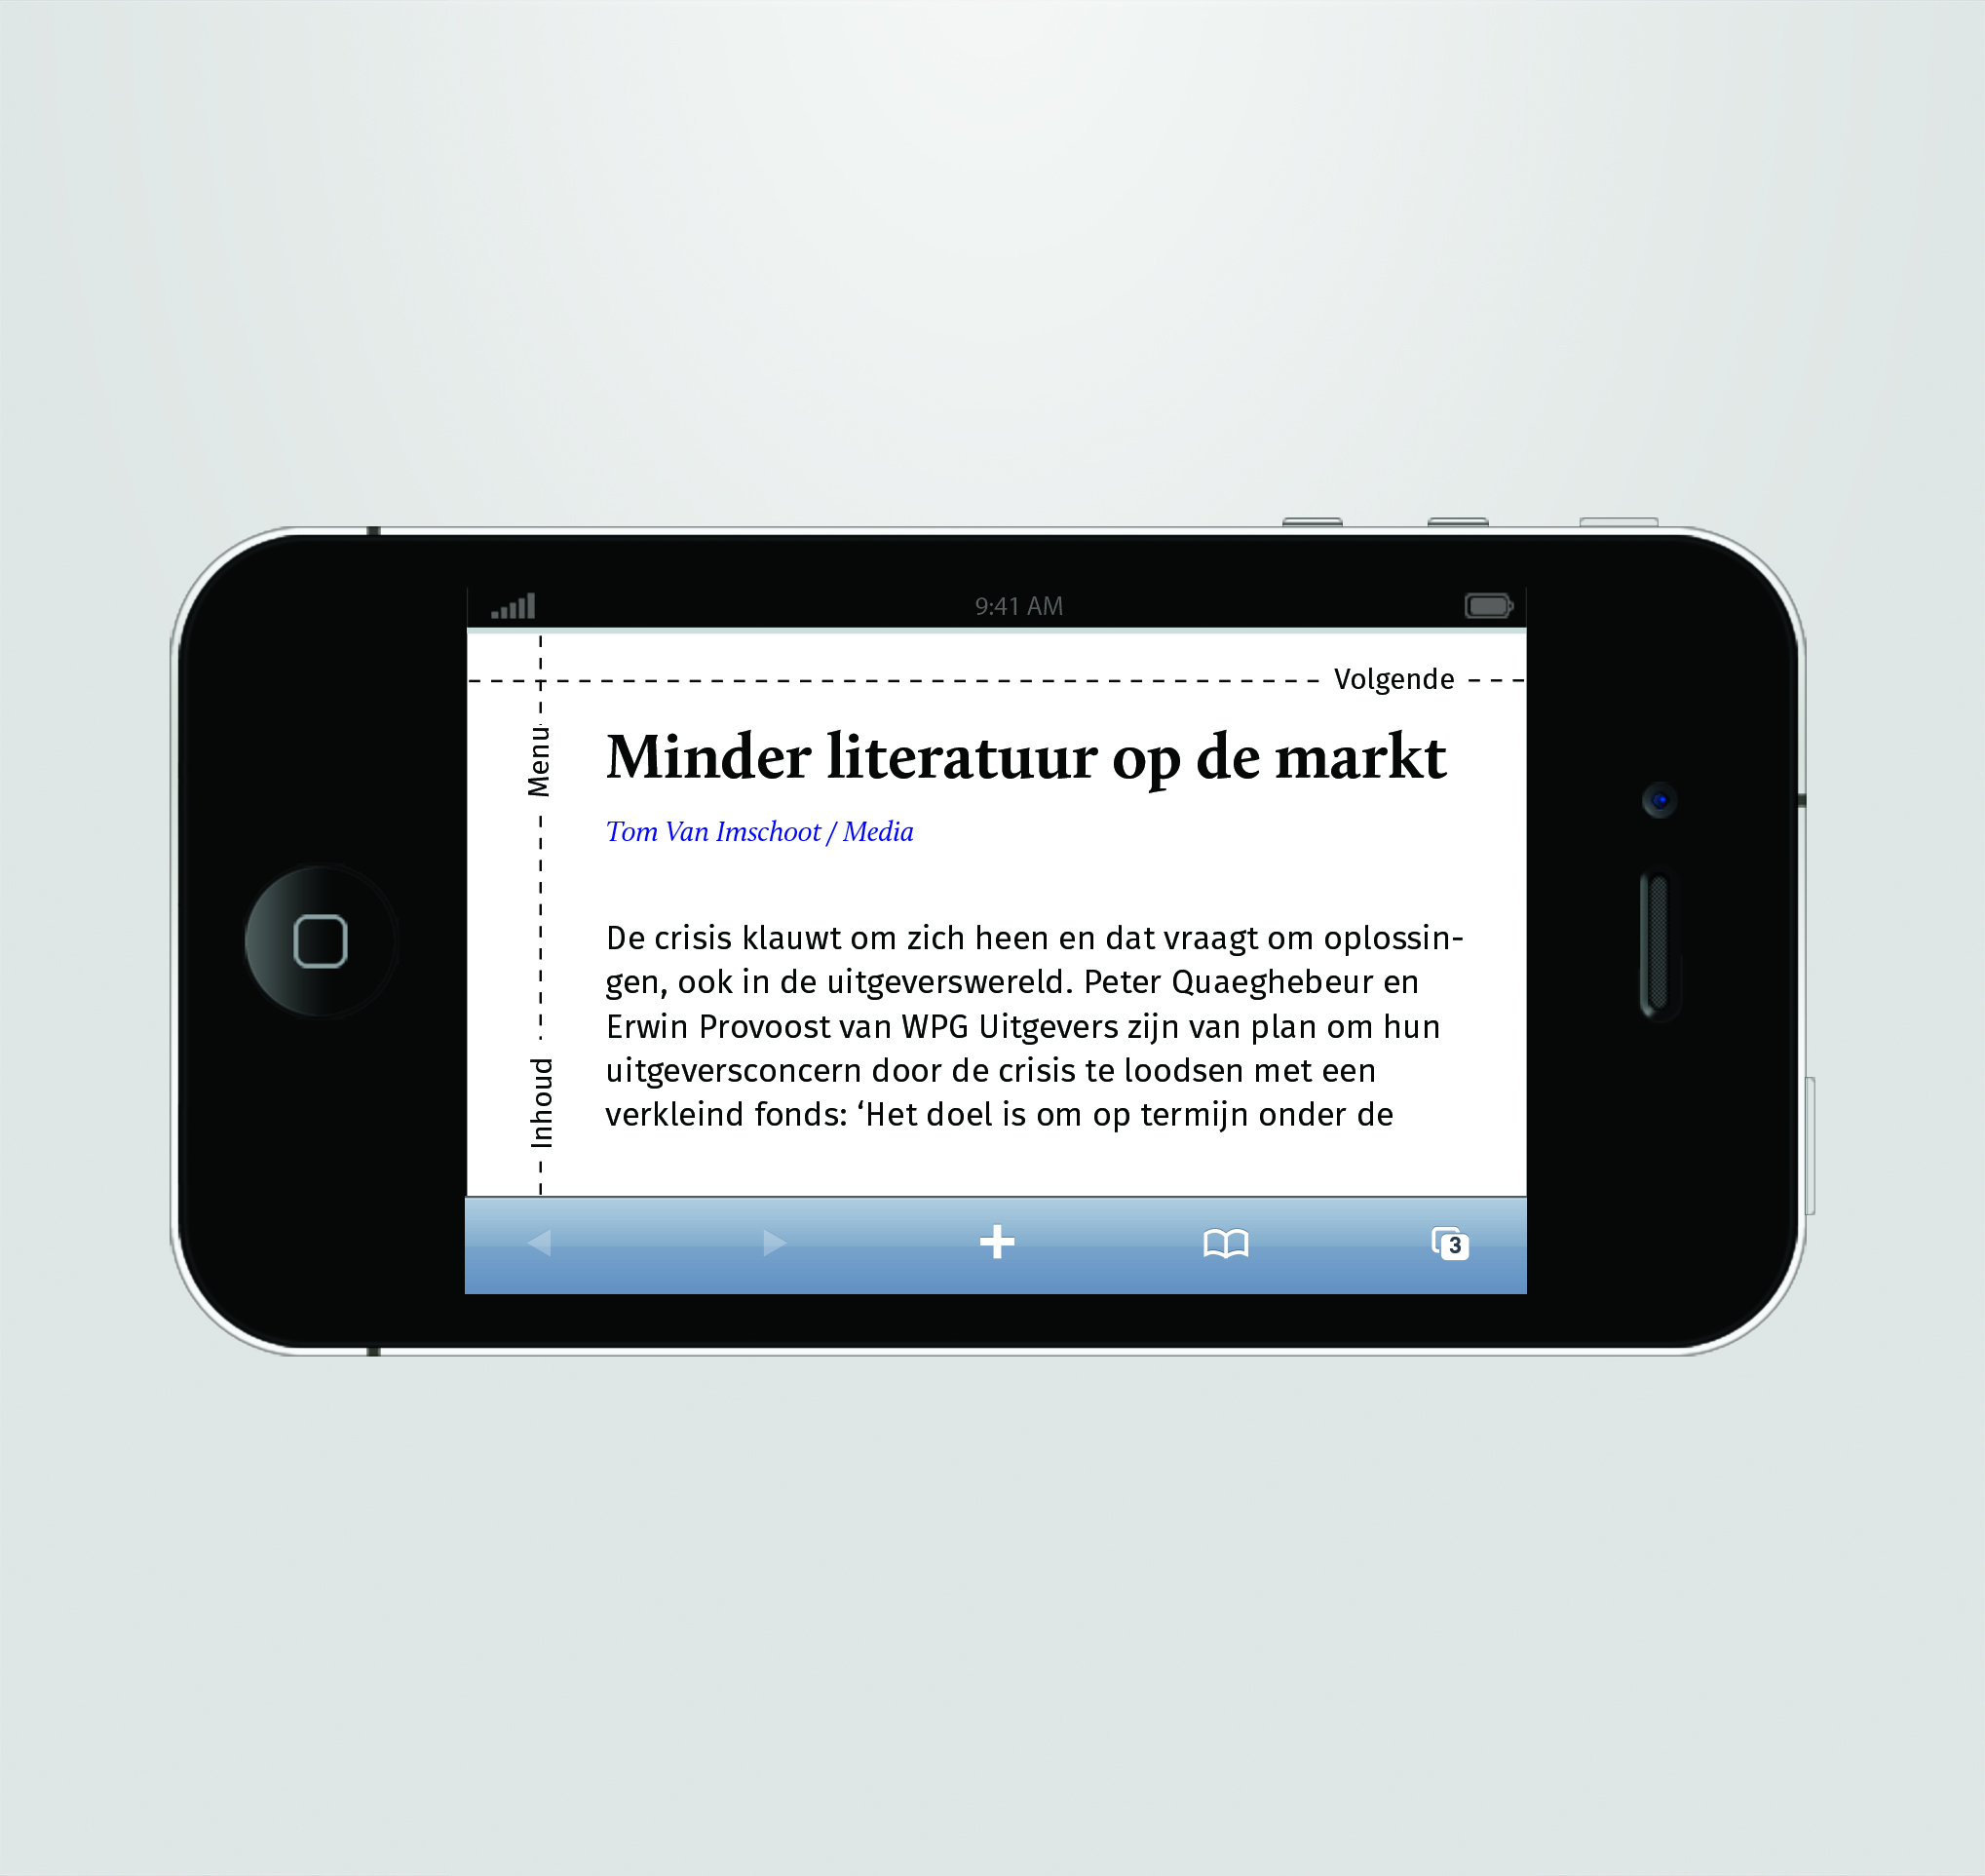 9:41 AM
Volgende
Menu
Minder literatuur op de markt
Tom Van Imschoot / Media
De crisis klauwt om zich heen en dat vraagt om oplossin-
gen, ook in de uitgeverswereld. Peter Quaeghebeur en
Erwin Provoost van WPG Uitgevers zijn van plan om hun
uitgeversconcern door de crisis te loodsen met een
verkleind fonds: ‘Het doel is om op termijn onder de
Inhoud
3